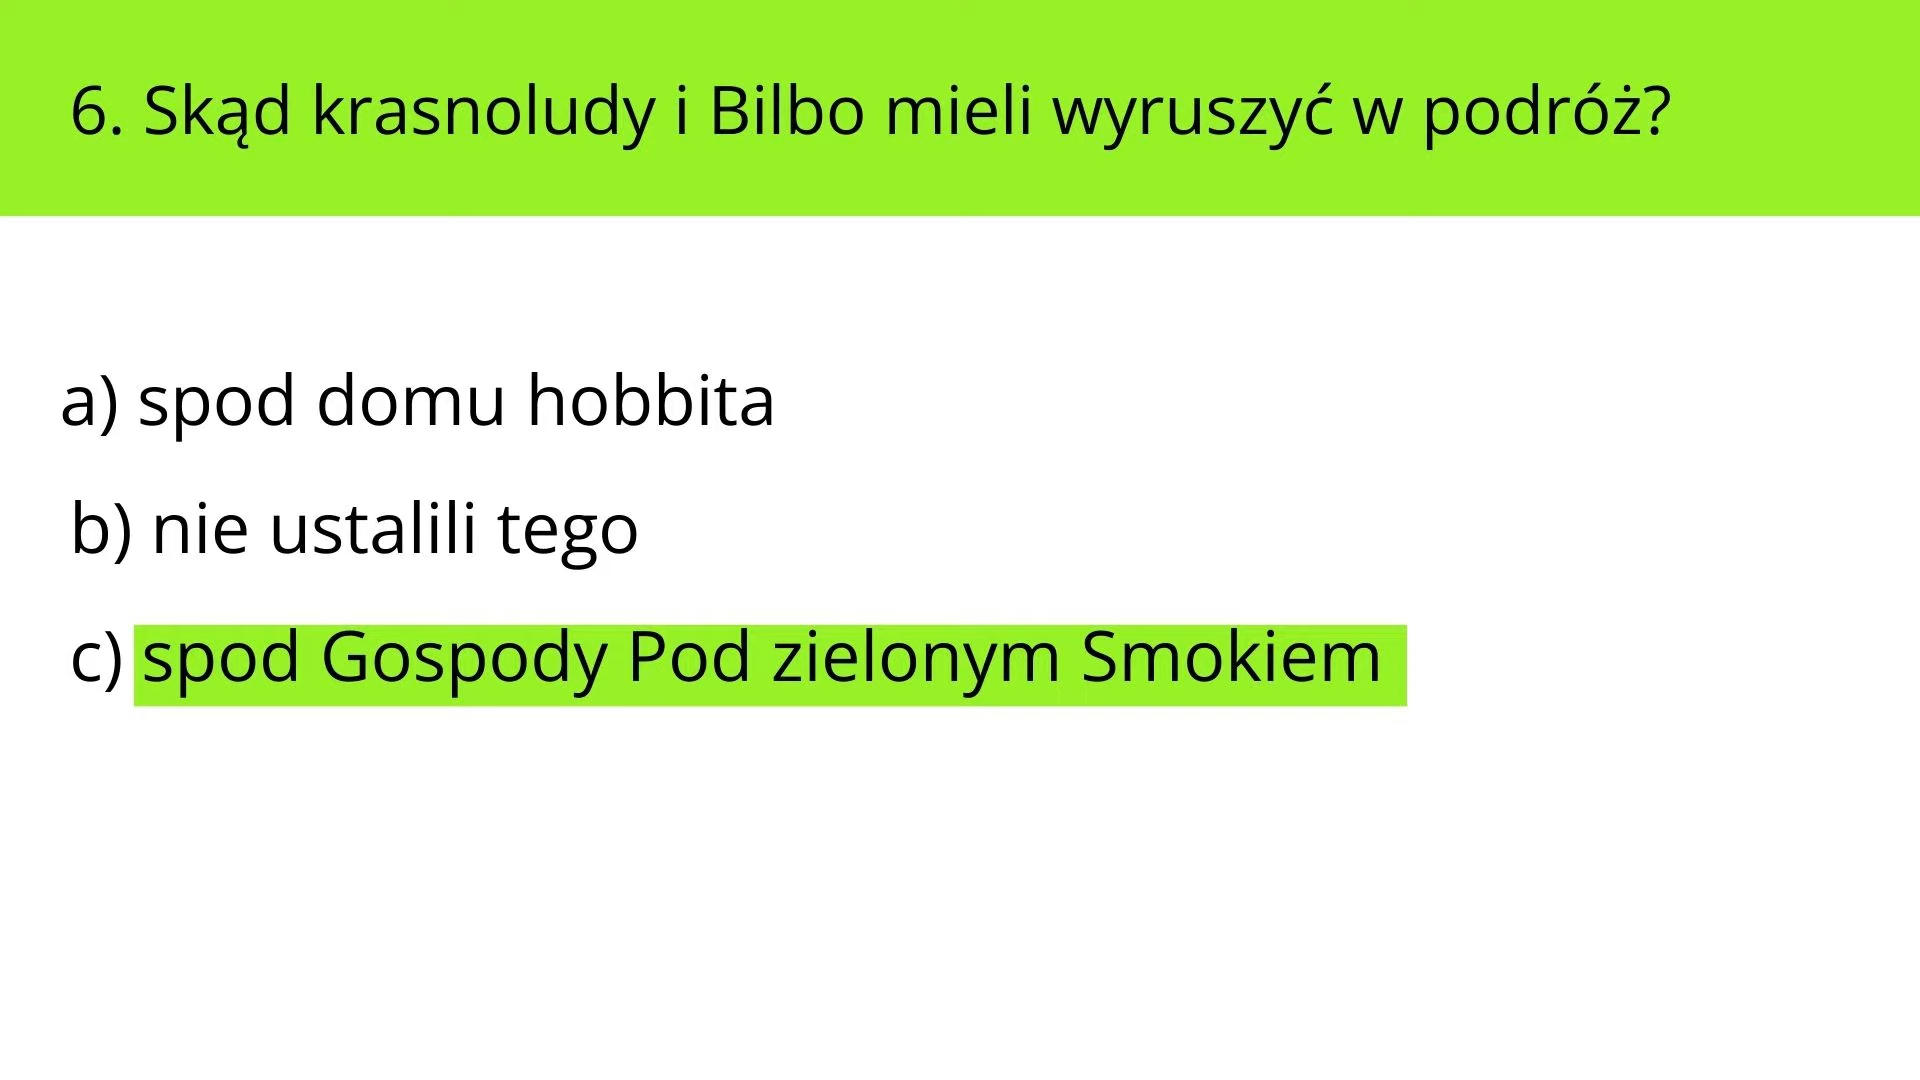 6. Skąd krasnoludy i Bilbo mieli wyruszyć w podróż?
a) spod domu hobbita
b) nie ustalili tego
c) spod Gospody Pod zielonym Smokiem